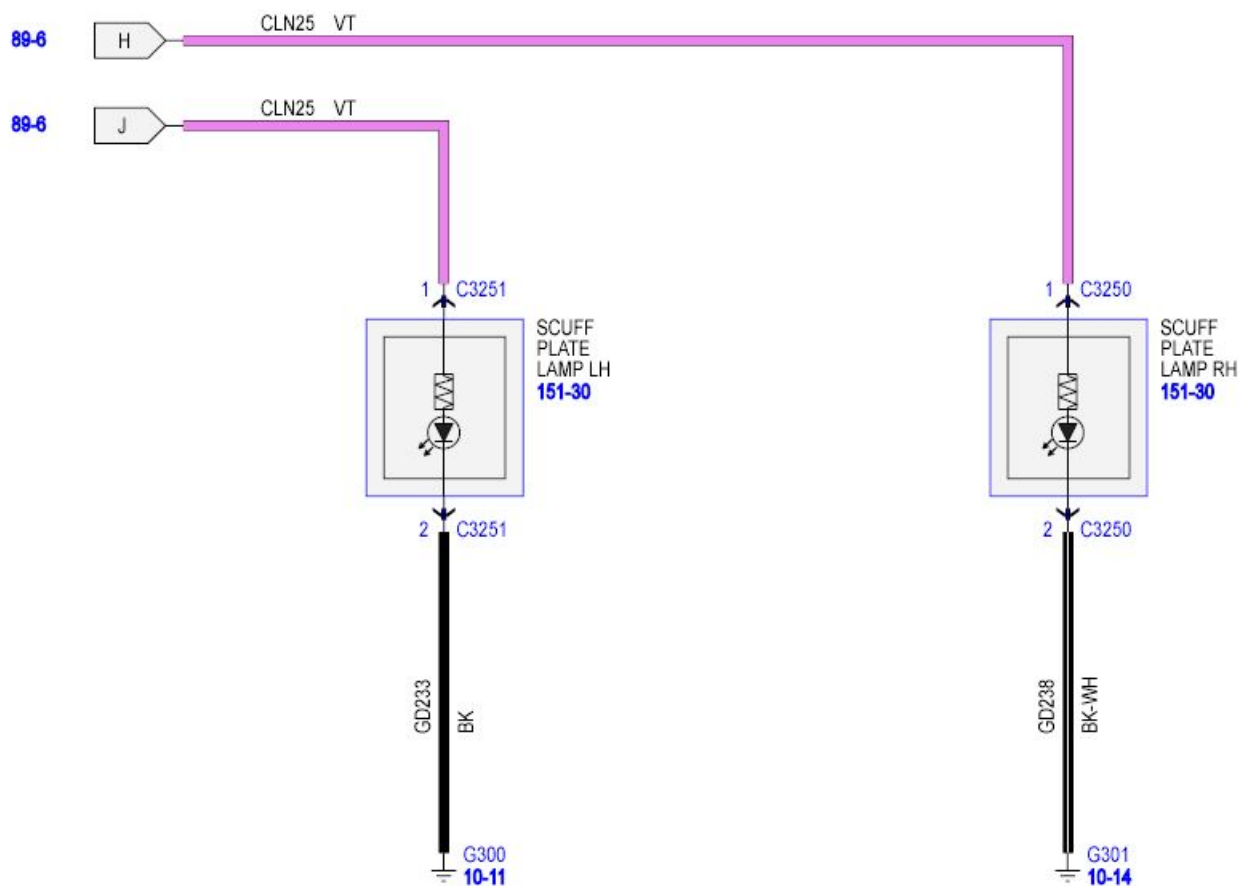 CLN25 VT
89-6 H
CLN25 VT
89-6 J
1 C3251
1 C3250
SCUFF
PLATE
LAMP LH
151-30
SCUFF
PLATE
LAMP RH
151-30
2 C3251
2 C3250
GD233
BK
GD238
BK-WH
G300
10-11
G301
10-14